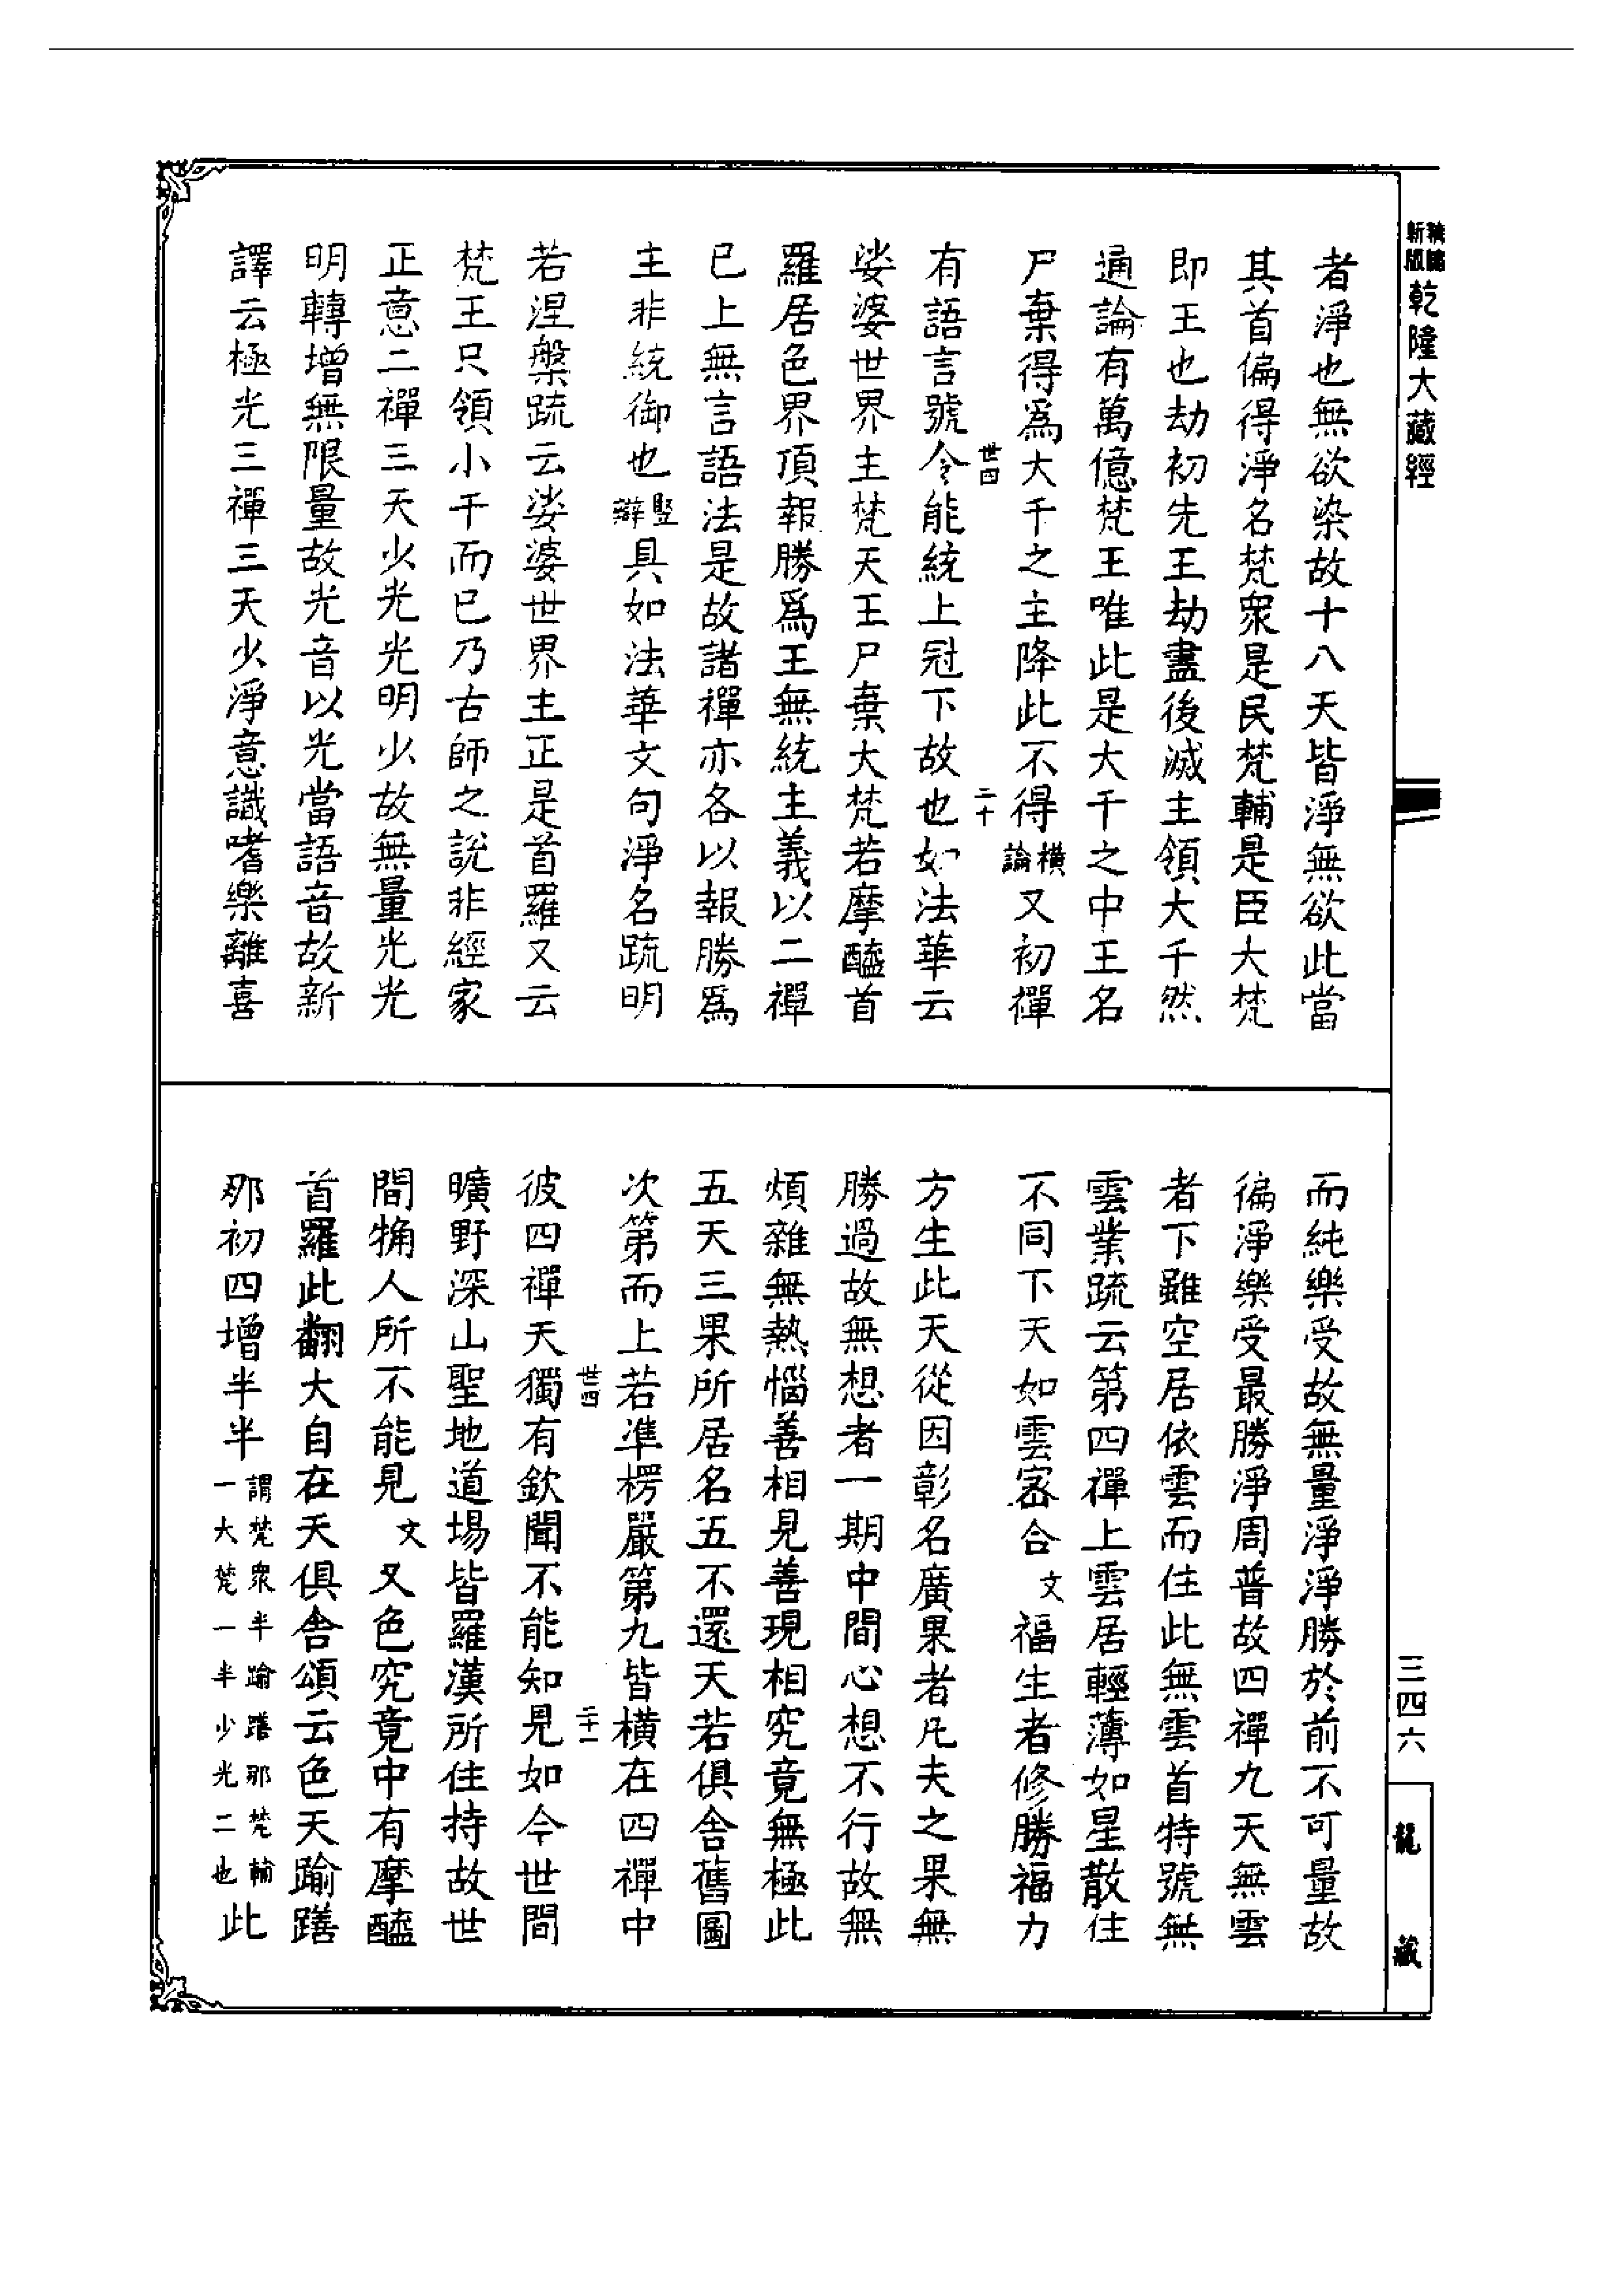 新編
新版
乾隆大藏經
者淨也無欲染故十八天皆淨無欲此當
其首偏得淨名梵衆是民梵輔是臣大梵
即王也劫初先王劫盡後滅主領大千然
通論有萬億梵王唯此是大千之中王名
尸棄得為大千之主降此不得橫論又初禪
世四
二十
有語言號令能統上冠下故也如法華云
娑婆世界主梵天王尸棄大梵若摩醯首
羅居色界頂報勝為王無統主義以二禪
已上無言語法是故諸禪亦各以報勝為
主非統御也豎辯具如法華文句淨名疏明
若涅槃疏云娑婆世界主正是首羅又云
梵王只領小千而已乃古師之說非經家
正意二禪三天少光光明少故無量光光
明轉增無限量故光音以光當語音故新
譯云極光三禪三天少淨意識嗜樂離喜
而純樂受故無量淨淨勝於前不可量故
徧淨樂受最勝淨周普故四禪九天無雲
者下雖空居依雲而住此無雲首特號無
雲業疏云第四禪上雲居輕薄如星散住
不同下天如雲密合文福生者修勝福力
方生此天從因彰名廣果者凡夫之果無
勝過故無想者一期中間心想不行故無
煩雜無熱惱善相見善現相究竟無極此
五天三果所居名五不還天若俱舍舊圖
次第而上若準楞嚴第九皆橫在四禪中
世四
二十一
彼四禪天獨有欽聞不能知見如今世間
曠野深山聖地道場皆羅漢所住持故世
間犕人所不能見文又色究竟中有摩醯
首羅此翻大自在天俱舍頌云色天踰繕
那初四增半半謂梵衆半踰繕那梵輔一大梵一半少光二也此
三四六
龍藏